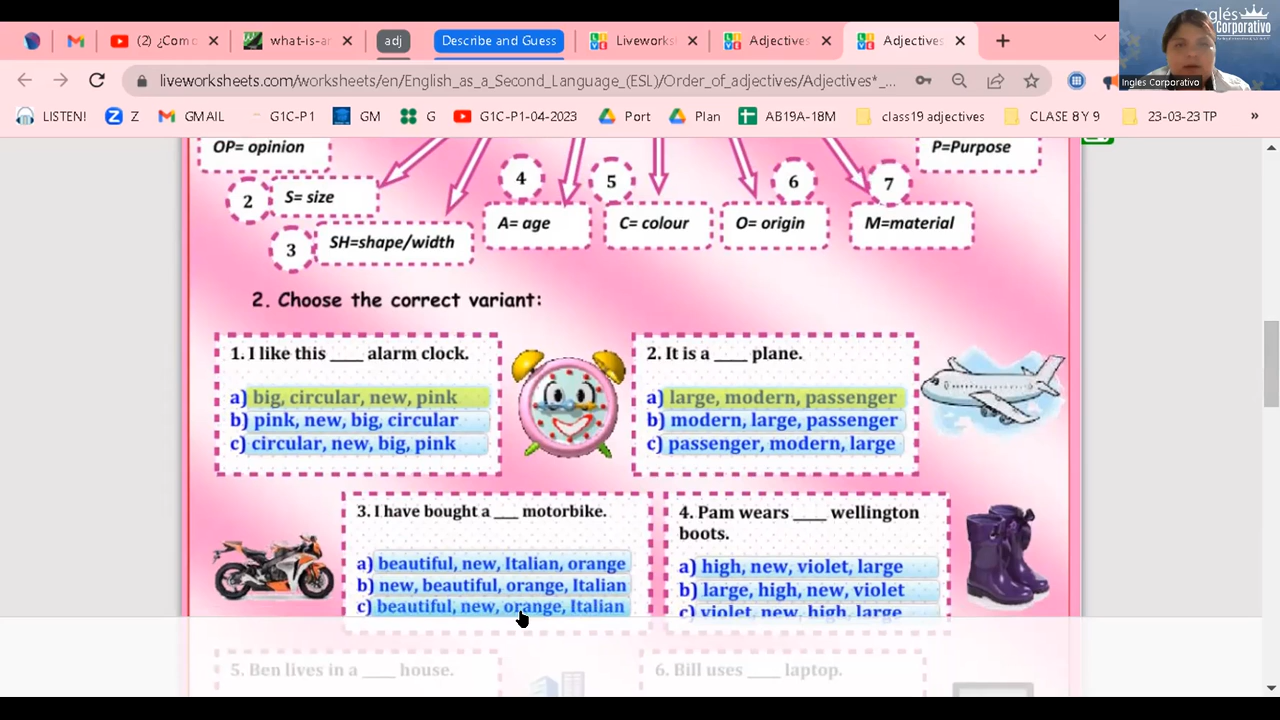 (2) ¿Com
what-is-ar
adj
Describe and Guess
Livework
Adjectives
Adjectives
inglés
Corporativo
liveworksheets.com/worksheets/en/English_as_a_Second_Language_(ESL)/Order_of_adjectives/Adjectives*_...
Ingles Corporativo
LISTEN!
Z
GMAIL
G1C-P1
GM
G
G1C-P1-04-2023
Port
Plan
AB19A-18M
class19 adjectives
CLASE 8Y 9
23-03-23 TP
»
OP= opinion
P=Purpose
2
S= size
4
5
6
7
3
SH=shape/width
A= age
C= colour
O= origin
M=material
2. Choose the correct variant:
1. I like this ____ alarm clock.
a) big, circular, new, pink
b) pink, new, big, circular
c) circular, new, big, pink
2. It is a ____ plane.
a) large, modern, passenger
b) modern, large, passenger
c) passenger, modern, large
3. I have bought a ___ motorbike.
a) beautiful, new, Italian, orange
b) new, beautiful, orange, Italian
c) beautiful, new, orange, Italian
4. Pam wears ____ wellington
boots.
a) high, new, violet, large
b) large, high, new, violet
c) violet, new, high, large
5. Ben lives in a ____ house.
6. Bill uses ____ laptop.